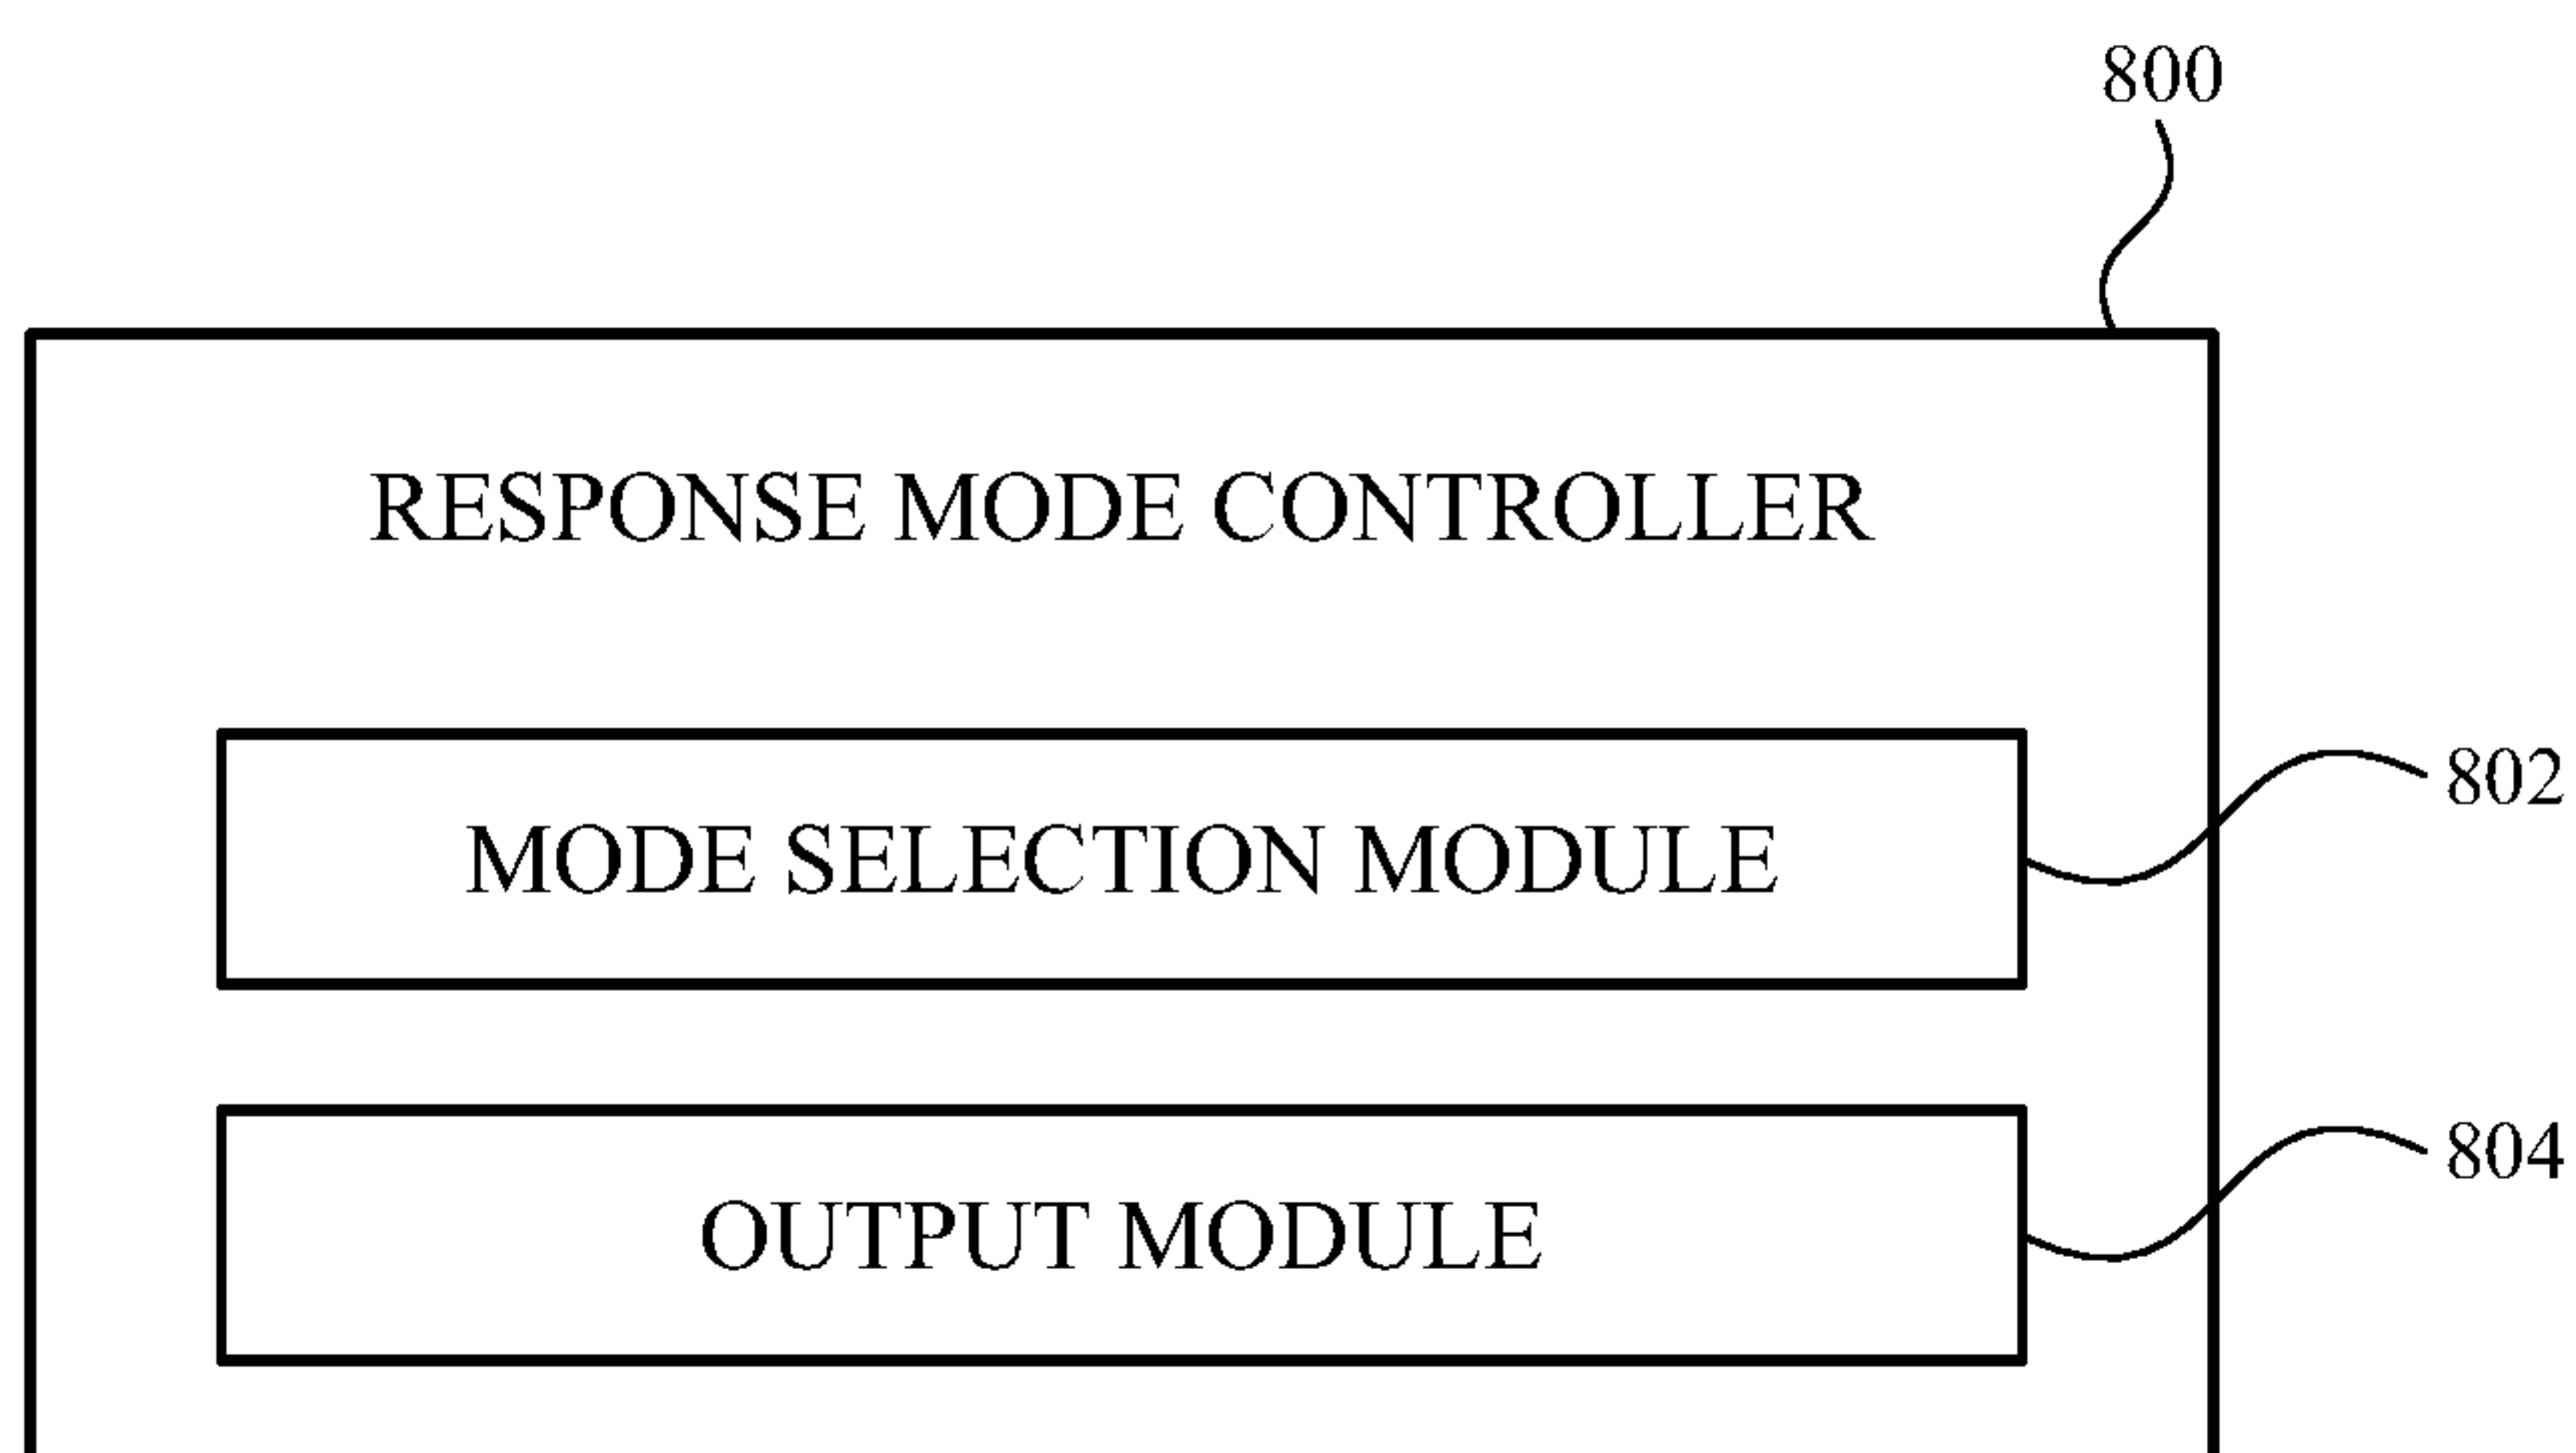 800
RESPONSE MODE CONTROLLER
802
MODE SELECTION MODULE
804
OUTPUT MODULE